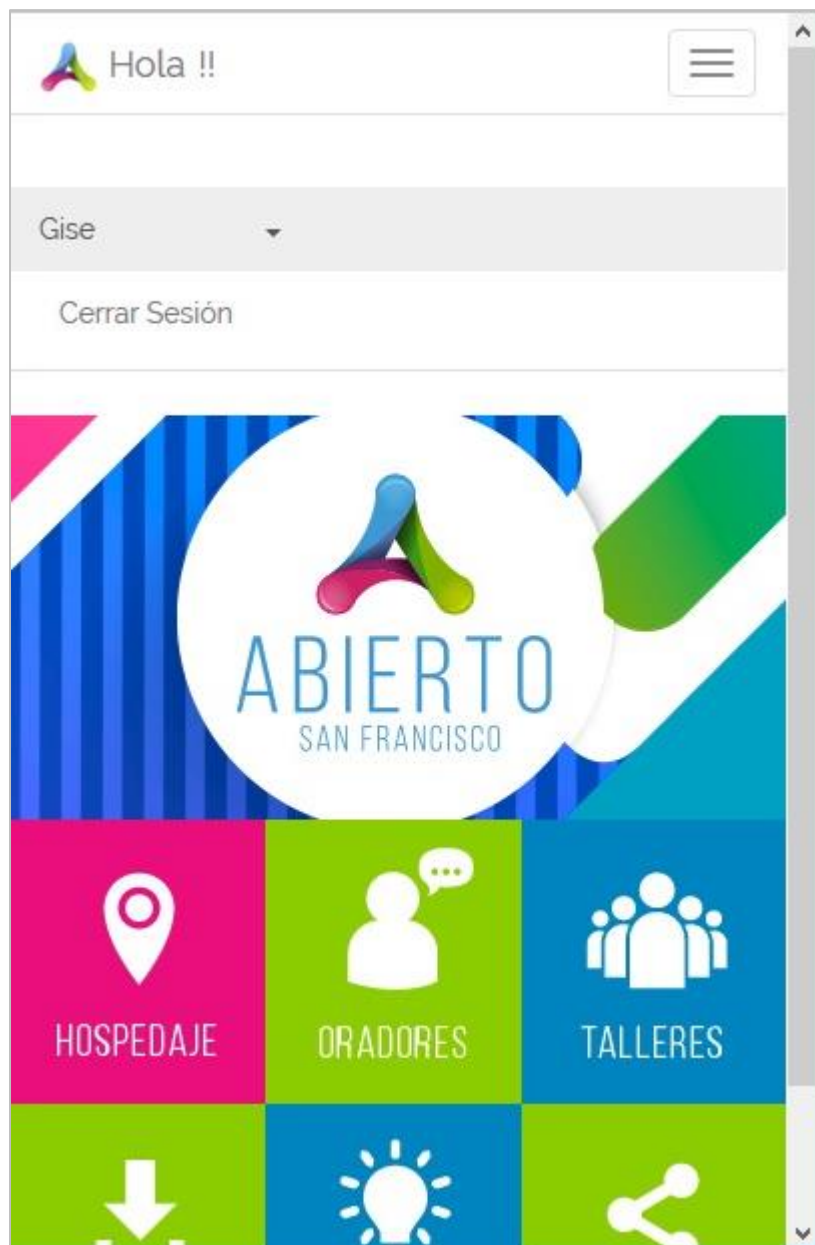 Hola !!
Gise
Cerrar Sesión
ABIERTO
SAN FRANCISCO
HOSPEDAJE
ORADORES
TALLERES